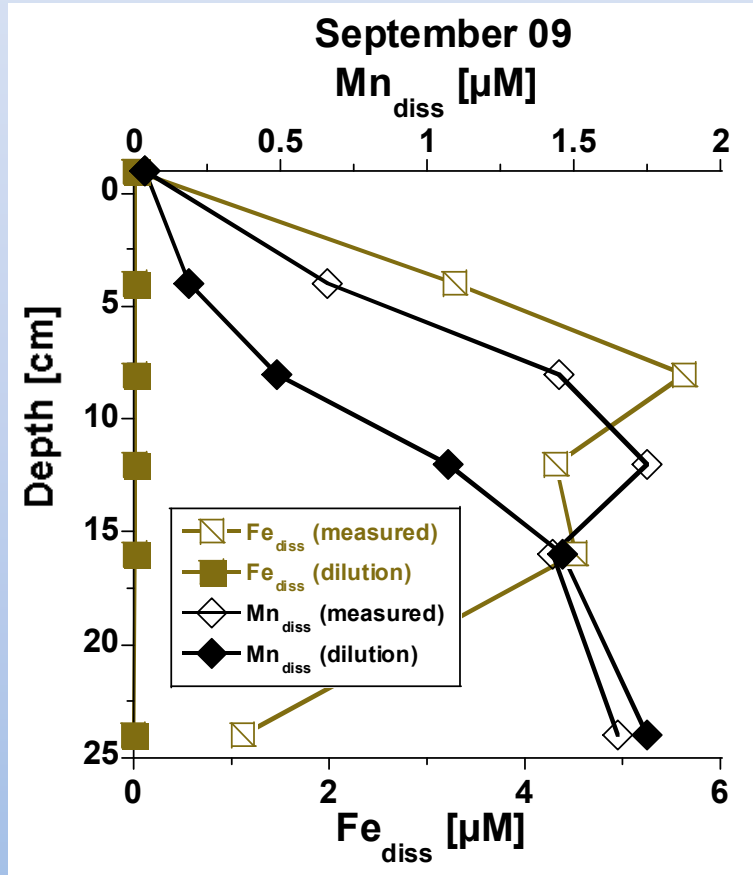 September 09
Mn diss [µM]
0 0.5 1 1.5 2
0
5
10
15
20
25
Depth [cm]
Fe diss (measured)
Fe diss (dilution)
Mn diss (measured)
Mn diss (dilution)
0 2 4 6
Fe diss [µM]